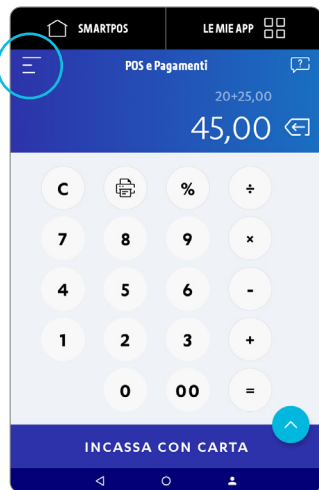 SMARTPOS LE MIE APP
POS e Pagamenti ?
20+25,00
45,00
C % ÷
7 8 9 ×
4 5 6 -
1 2 3 +
0 00 =
INCASSA CON CARTA